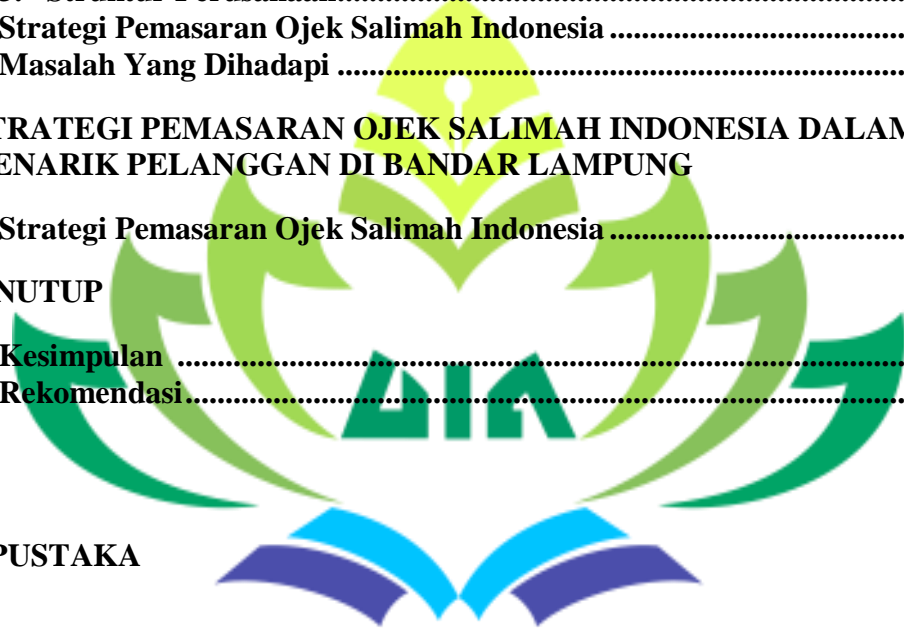 Strategi Pemasaran Ojek Salimah Indonesia ......................................
Masalah Yang Dihadapi ........................................................................
TRATEGI PEMASARAN OJEK SALIMAH INDONESIA DALAM
ENARIK PELANGGAN DI BANDAR LAMPUNG
Strategi Pemasaran Ojek Salimah Indonesia ......................................
NUTUP
Kesimpulan ............................................................................................
Rekomendasi ...........................................................................................
PUSTAKA